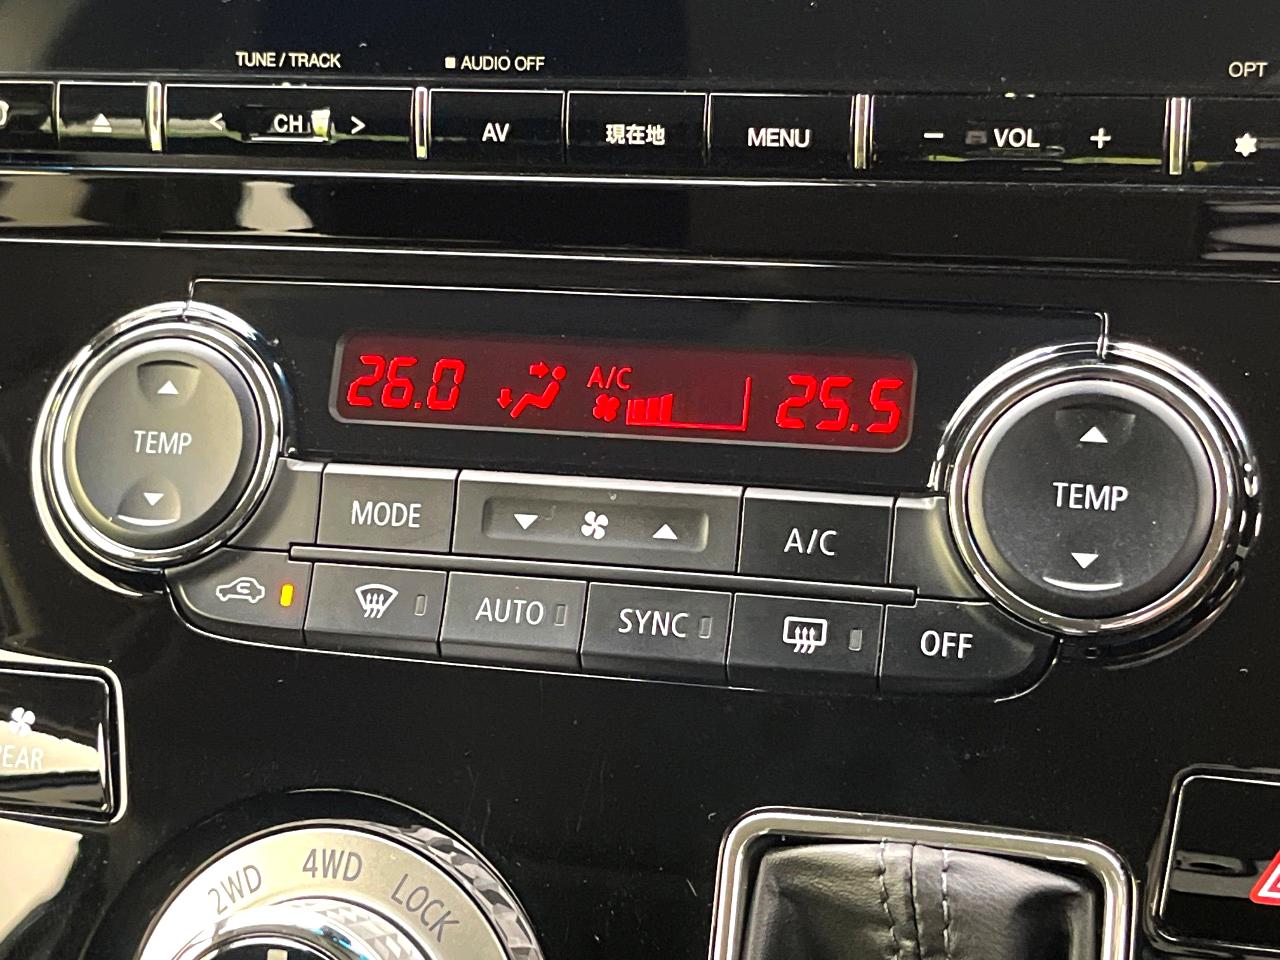 TUNE / TRACK
AUDIO OFF
OPT
CH
AV
現在地
MENU
VOL
26.0
A/C
25.5
TEMP
TEMP
MODE
A/C
AUTO
SYNC
OFF
2WD
4WD
LOCK